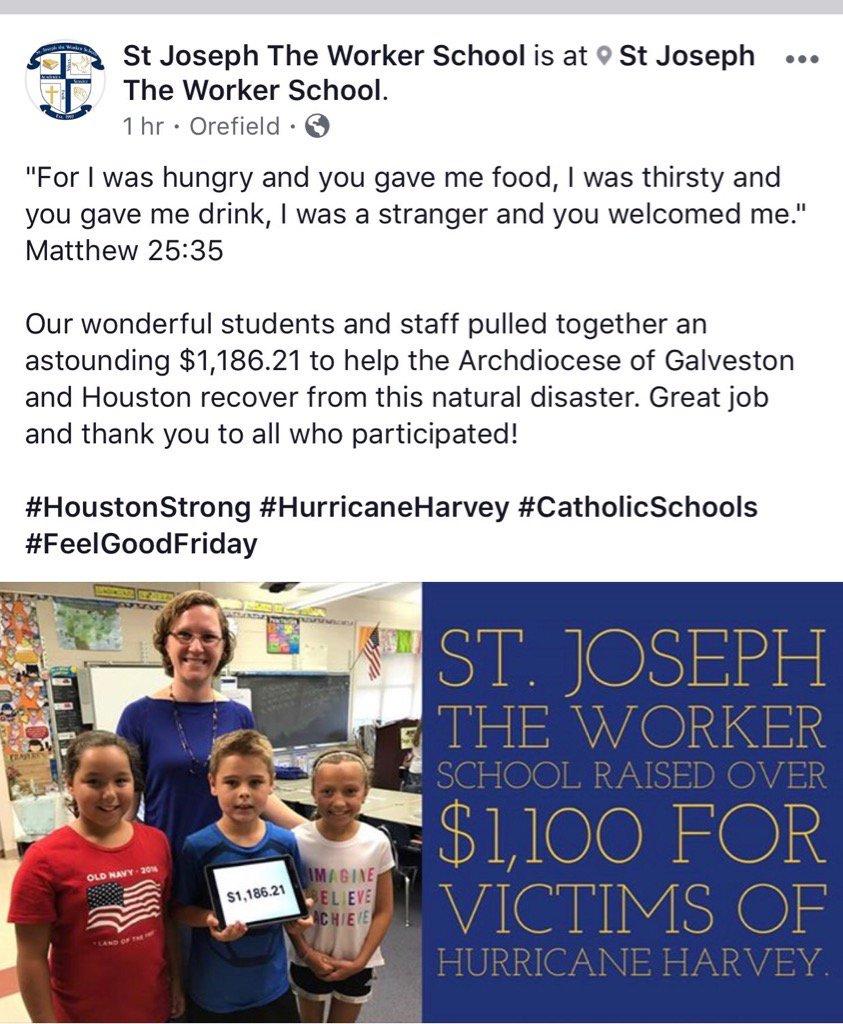 St Joseph The Worker School is at St Joseph
The Worker School.
1 hr · Orefield ·
"For I was hungry and you gave me food, I was thirsty and
you gave me drink, I was a stranger and you welcomed me."
Matthew 25:35
Our wonderful students and staff pulled together an
astounding $1,186.21 to help the Archdiocese of Galveston
and Houston recover from this natural disaster. Great job
and thank you to all who participated!
#HoustonStrong #HurricaneHarvey #CatholicSchools
#FeelGoodFriday
OLD NAVY · 2016
LAND OF THE
$1,186.21
IMAGINE
BELIEVE
ACHIEVE
ST. JOSEPH
THE WORKER
SCHOOL RAISED OVER
$1,100 FOR
VICTIMS OF
HURRICANE HARVEY.